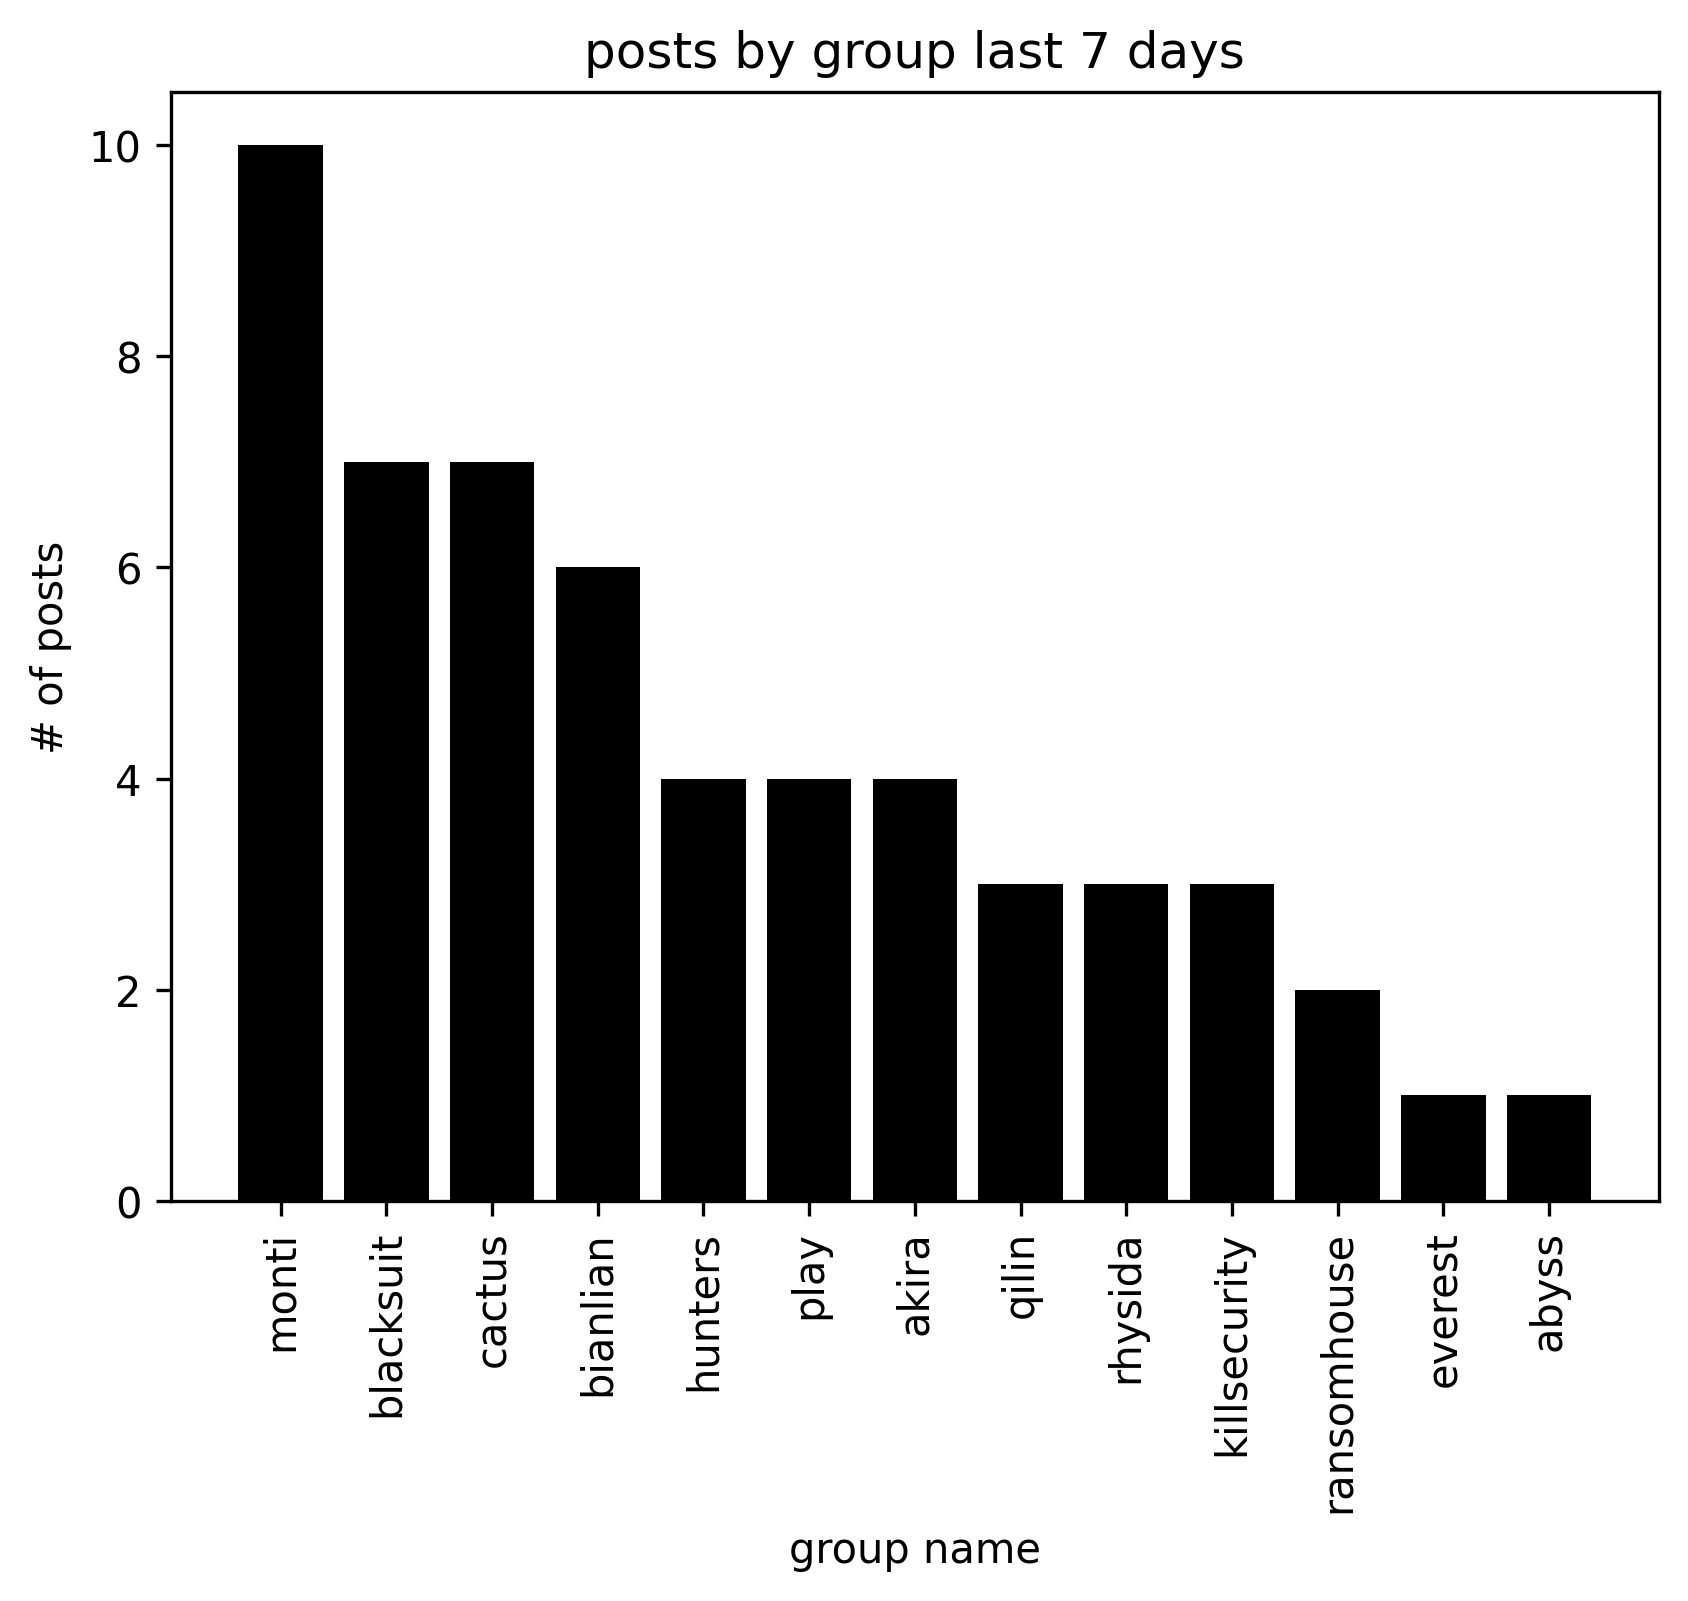 posts by group last 7 days
# of posts
10
8
6
4
2
0
monti
blacksuit
cactus
bianlian
hunters
play
akira
qilin
rhysida
killsecurity
ransomhouse
everest
abyss
group name